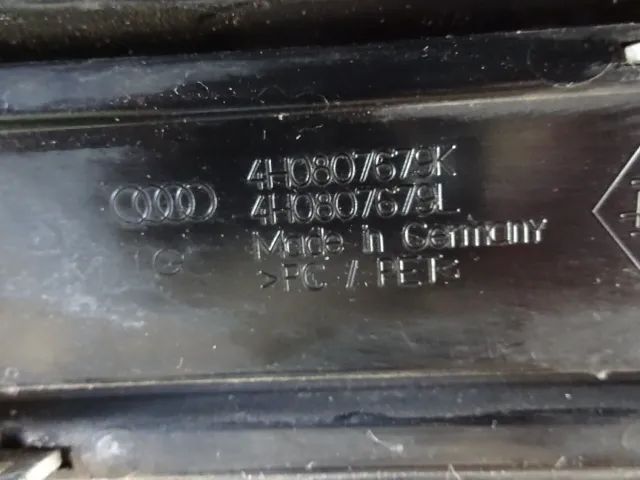 4H0807679K
4H0807679L
Made in Germany
>PC / PET<